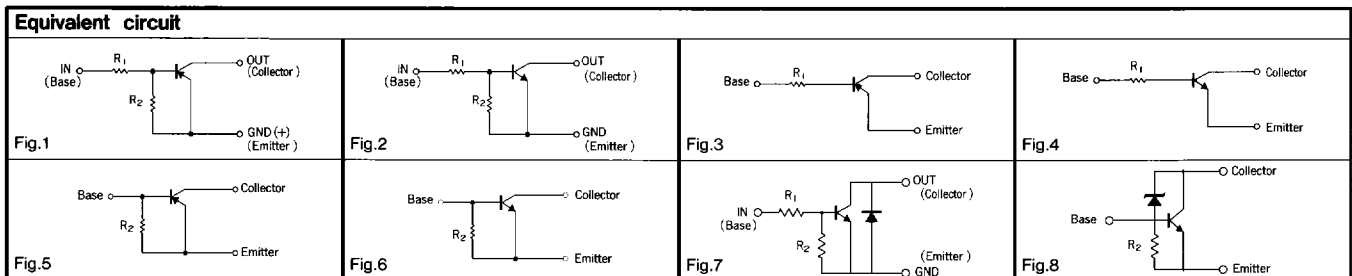 Equivalent circuit
IN
(Base)
R1
R2
OUT
(Collector)
GND (+)
(Emitter)
Fig.1
IN
(Base)
R1
R2
OUT
(Collector)
GND
(Emitter)
Fig.2
Base
R1
Collector
Emitter
Fig.3
Base
R1
Collector
Emitter
Fig.4
Base
R2
Collector
Emitter
Fig.5
Base
R2
Collector
Emitter
Fig.6
IN
(Base)
R1
R2
OUT
(Collector)
(Emitter)
GND
Fig.7
Base
R2
Collector
Emitter
Fig.8